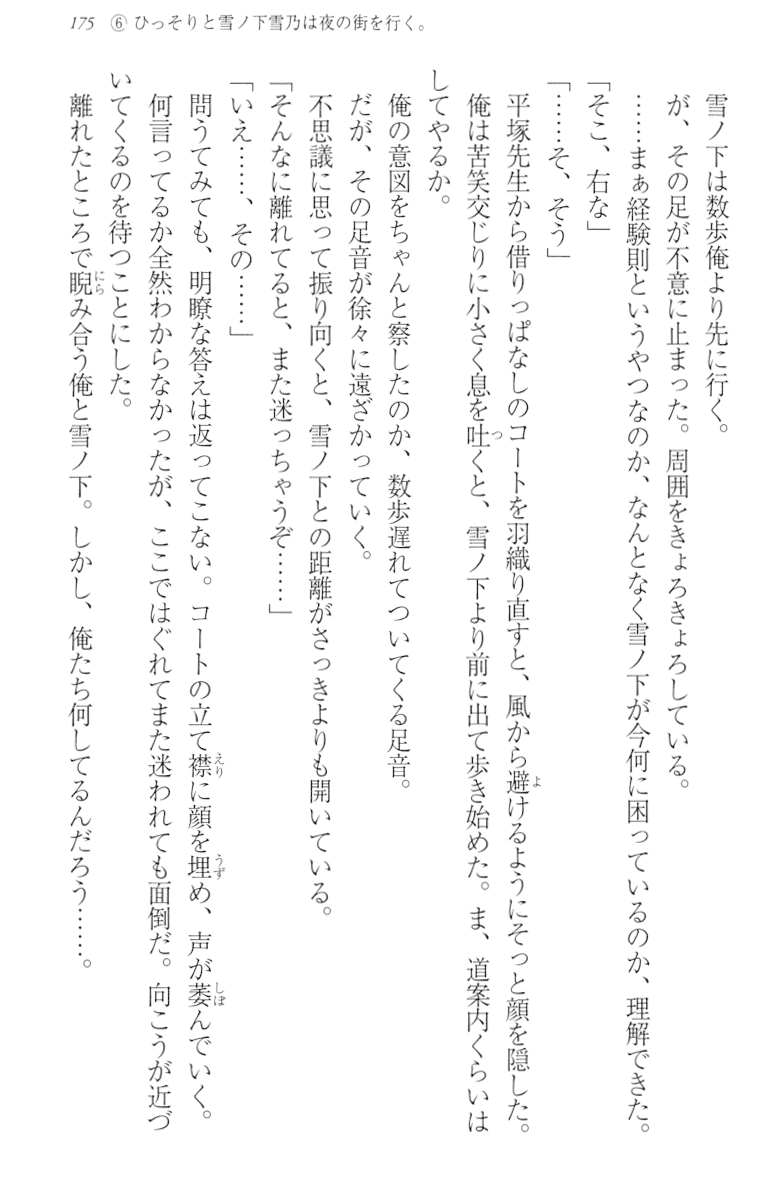 175 ⑥ ひっそりと雪ノ下雪乃は夜の街を行く。
雪ノ下は数歩俺より先に行く。
が、その足が不意に止まった。周囲をきょろきょろしている。
……まぁ経験則というやつなのか、なんとなく雪ノ下が今何に困っているのか、理解できた。
「そこ、右な」
「……そ、そう」
平塚先生から借りっぱなしのコートを羽織り直すと、風から避けるようにそっと顔を隠した。
俺は苦笑交じりに小さく息を吐くと、雪ノ下より前に出て歩き始めた。ま、道案内くらいは
してやるか。
俺の意図をちゃんと察したのか、数歩遅れてついてくる足音。
だが、その足音が徐々に遠ざかっていく。
不思議に思って振り向くと、雪ノ下との距離がさっきよりも開いている。
「そんなに離れてると、また迷っちゃうぞ……」
「いえ……、その……」
問うてみても、明瞭な答えは返ってこない。コートの立て襟に顔を埋め、声が萎んでいく。
何言ってるか全然わからなかったが、ここではぐれてまた迷われても面倒だ。向こうが近づ
いてくるのを待つことにした。
離れたところで睨み合う俺と雪ノ下。しかし、俺たち何してるんだろう……。